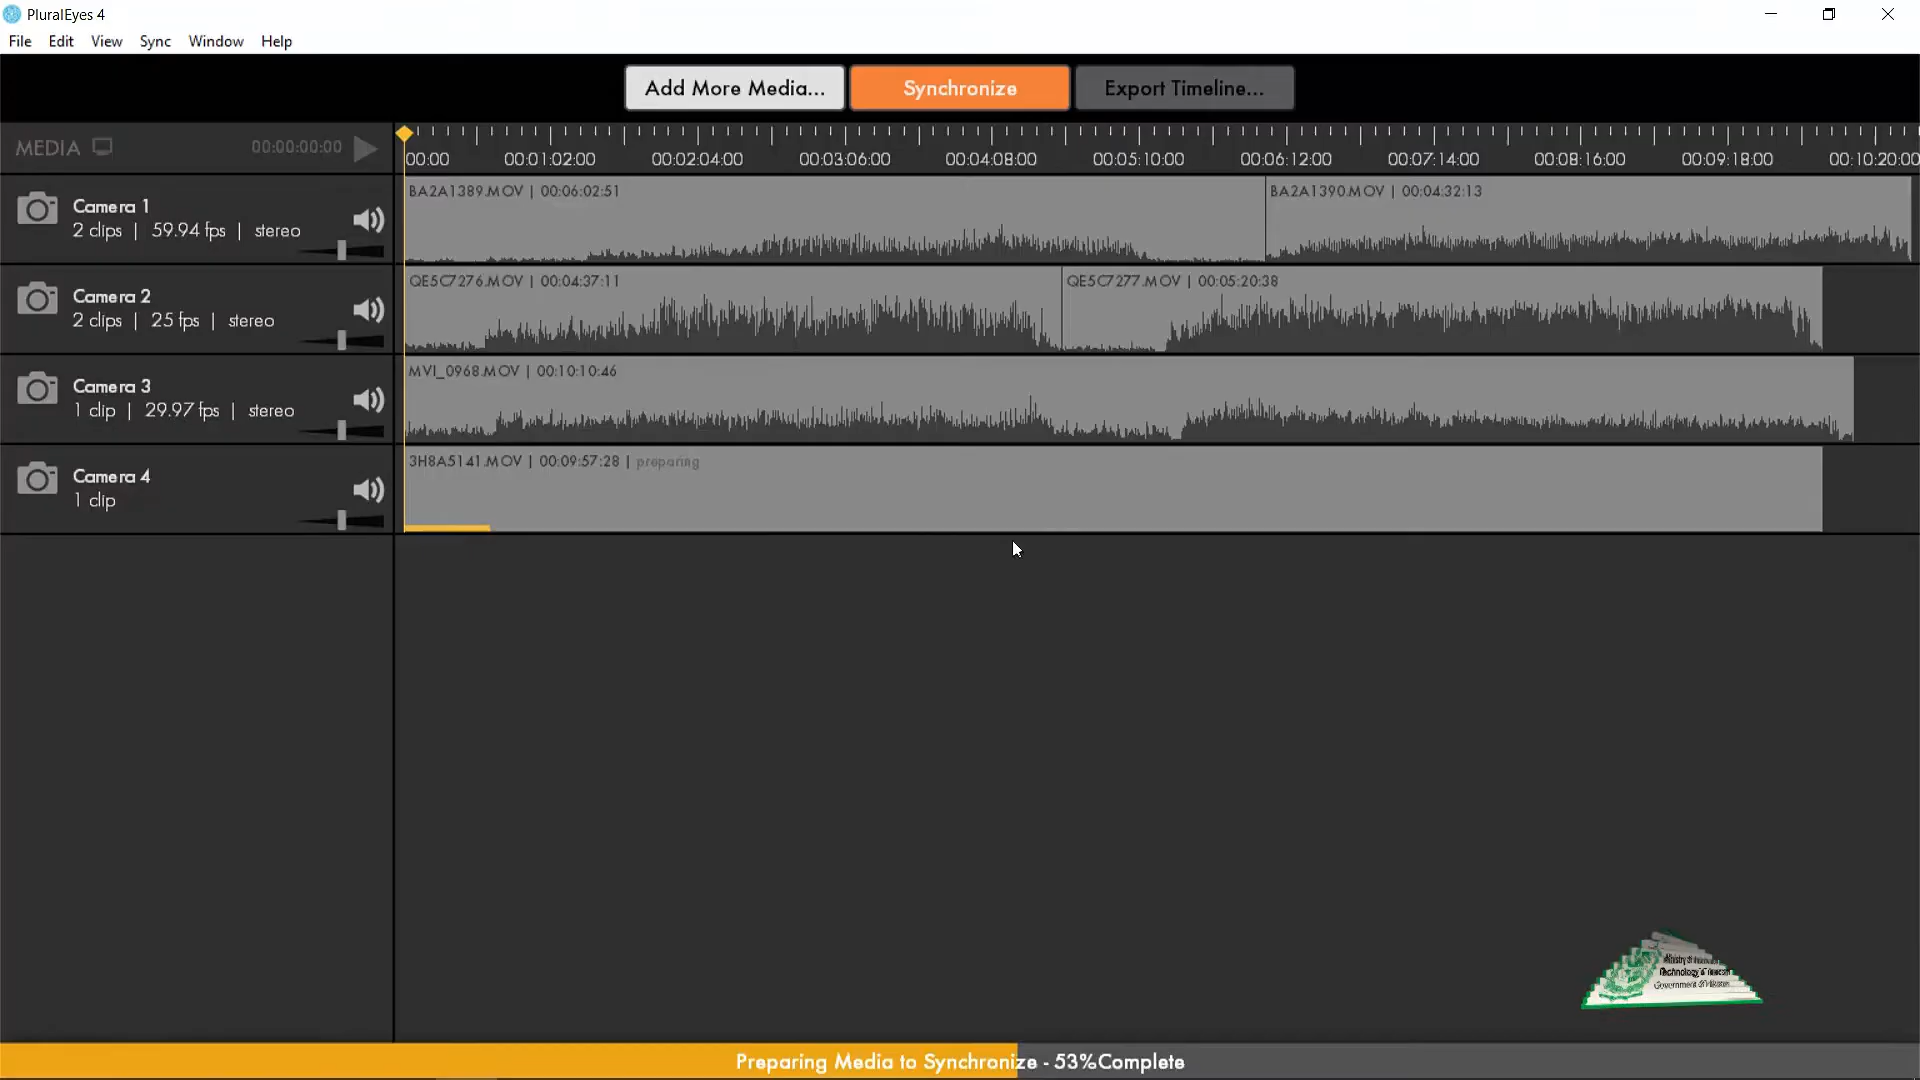 PluralEyes 4
File Edit View Sync Window Help
Add More Media... Synchronize Export Timeline...
MEDIA 00:00:00:00
00:00 00:01:02:00 00:02:04:00 00:03:06:00 00:04:08:00 00:05:10:00 00:06:12:00 00:07:14:00 00:08:16:00 00:09:18:00 00:10:20:00
Camera 1
2 clips | 59.94 fps | stereo
BA2A1389.MOV | 00:06:02:51
BA2A1390.MOV | 00:04:32:13
Camera 2
2 clips | 25 fps | stereo
QE5C7276.MOV | 00:04:37:11
QE5C7277.MOV | 00:05:20:38
Camera 3
1 clip | 29.97 fps | stereo
MVI_0968.MOV | 00:10:10:46
Camera 4
1 clip
3H8A5141.MOV | 00:09:57:28 | preparing
Ministry of
Technology &
Government of
Preparing Media to Synchronize - 53%Complete